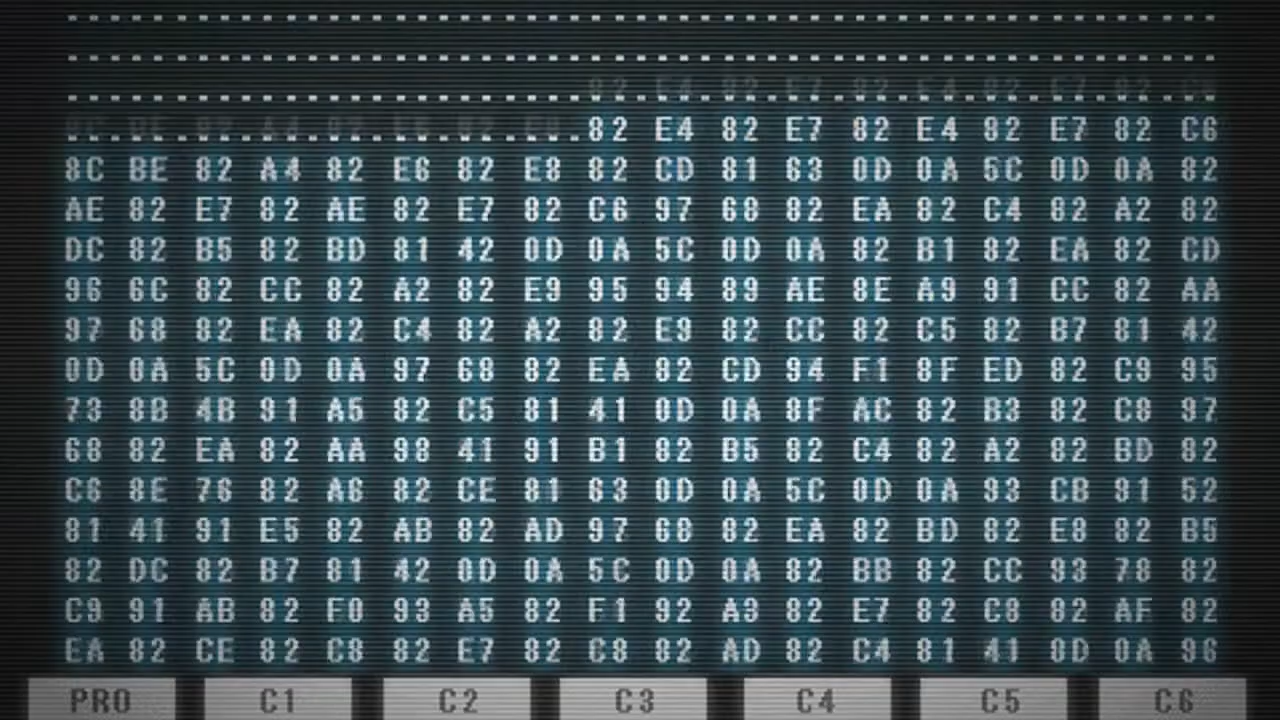 82 E4 82 E7 82 E4 82 E7 82 C6
8C BE 82 A4 82 E6 82 E8 82 CD 81 63 0D 0A 5C 0D 0A 82
AE 82 E7 82 AE 82 E7 82 C6 97 68 82 EA 82 C4 82 A2 82
DC 82 B5 82 BD 81 42 0D 0A 5C 0D 0A 82 B1 82 EA 82 CD
96 6C 82 CC 82 A2 82 E9 95 94 89 AE 8E A9 91 CC 82 AA
97 68 82 EA 82 C4 82 A2 82 E9 82 CC 82 C5 82 B7 81 42
0D 0A 5C 0D 0A 97 68 82 EA 82 CD 94 F1 8F ED 82 C9 95
73 8B 4B 91 A5 82 C5 81 41 0D 0A 8F AC 82 B3 82 C8 97
68 82 EA 82 AA 98 41 91 B1 82 B5 82 C4 82 A2 82 BD 82
C6 8E 76 82 A6 82 CE 81 63 0D 0A 5C 0D 0A 93 CB 91 52
81 41 91 E5 82 AB 82 AD 97 68 82 EA 82 BD 82 E8 82 B5
82 DC 82 B7 81 42 0D 0A 5C 0D 0A 82 BB 82 CC 93 78 82
C9 91 AB 82 F0 93 A5 82 F1 92 A3 82 E7 82 C8 82 AF 82
EA 82 CE 82 C8 82 E7 82 C8 82 AD 82 C4 81 41 0D 0A 96
PRO C1 C2 C3 C4 C5 C6